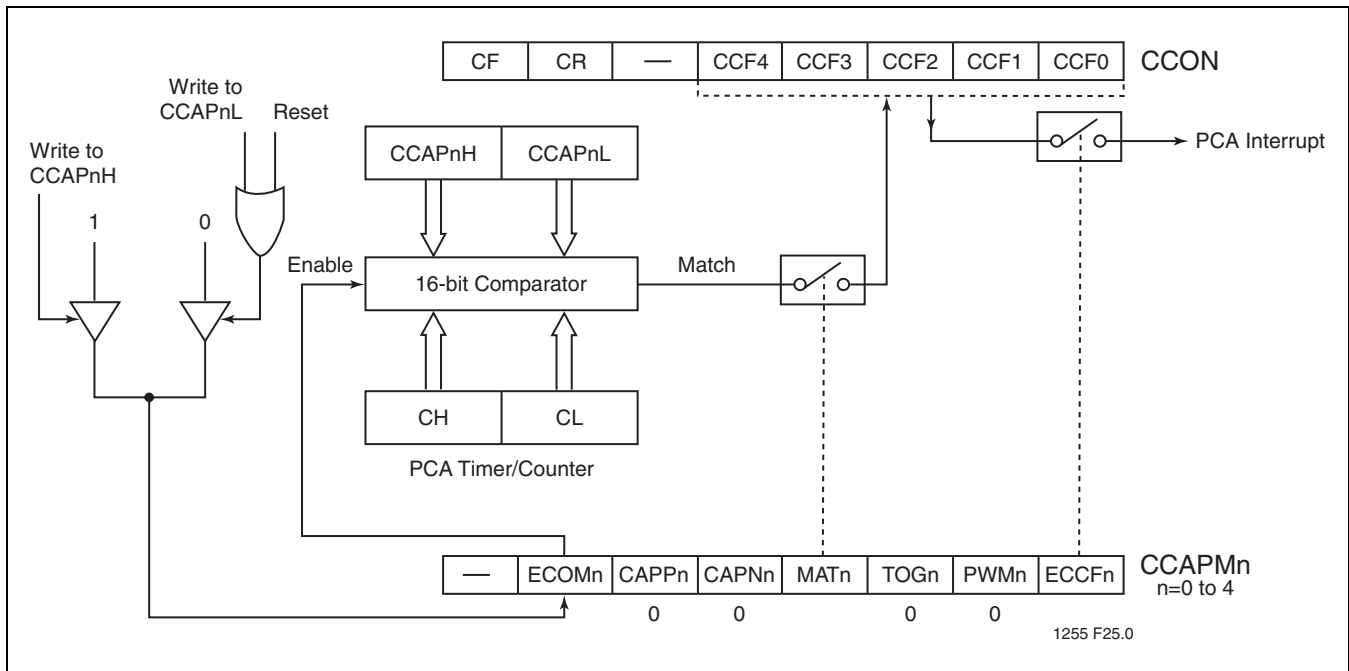 CF CR — CCF4 CCF3 CCF2 CCF1 CCF0 CCON
Write to
CCAPnL
Reset
Write to
CCAPnH
CCAPnH CCAPnL
PCA Interrupt
1 0
Enable
16-bit Comparator
Match
CH CL
PCA Timer/Counter
— ECOMn CAPPn CAPNn MATn TOGn PWMn ECCFn CCAPMn
n=0 to 4
0 0 0 0
1255 F25.0